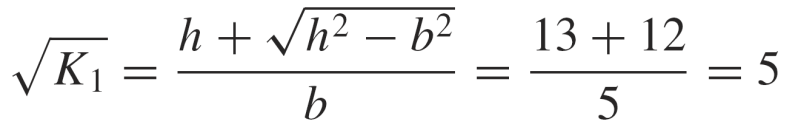 √K₁ = (h + √(h² − b²)) / b = (13 + 12) / 5 = 5